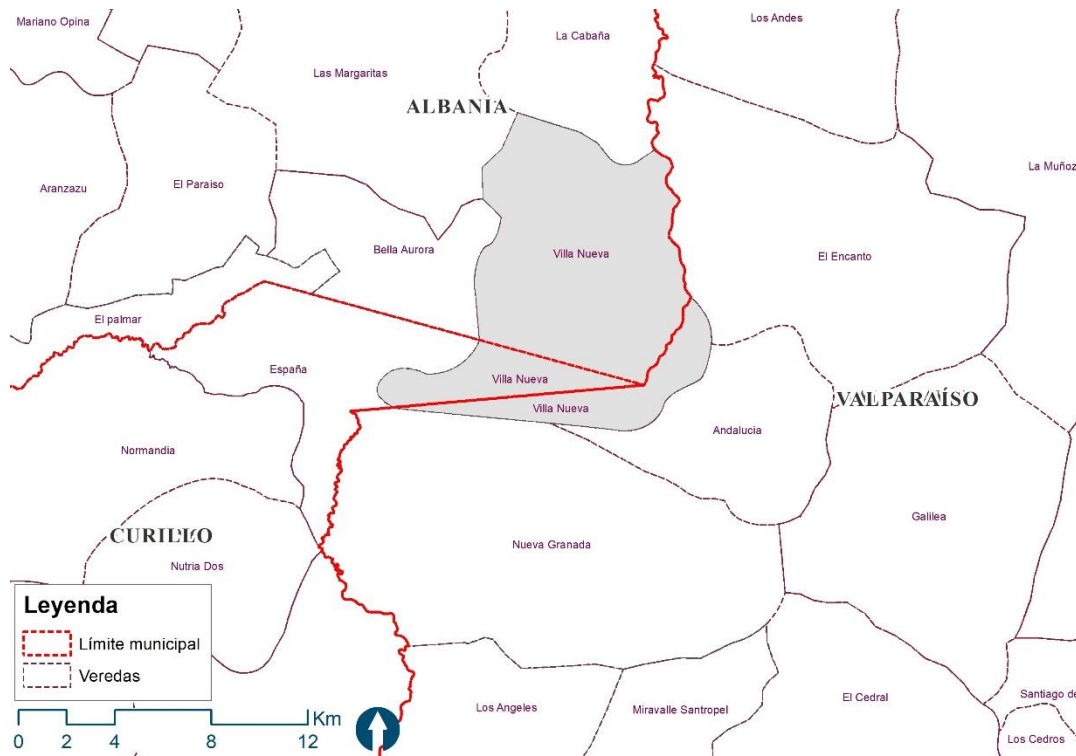 Mariano Opina
La Cabaña
Los Andes
Las Margaritas
ALBANIA
La Muñoz
Aranzazu
El Paraiso
Bella Aurora
Villa Nueva
El Encanto
El palmar
España
Villa Nueva
Villa Nueva
VALPARAÍSO
Andalucia
Normandia
Galilea
CURILLO
Nueva Granada
Nutria Dos
Leyenda
Límite municipal
Veredas
Km
0 2 4 8 12
Los Angeles
Miravalle Santropel
El Cedral
Santiago de
Los Cedros